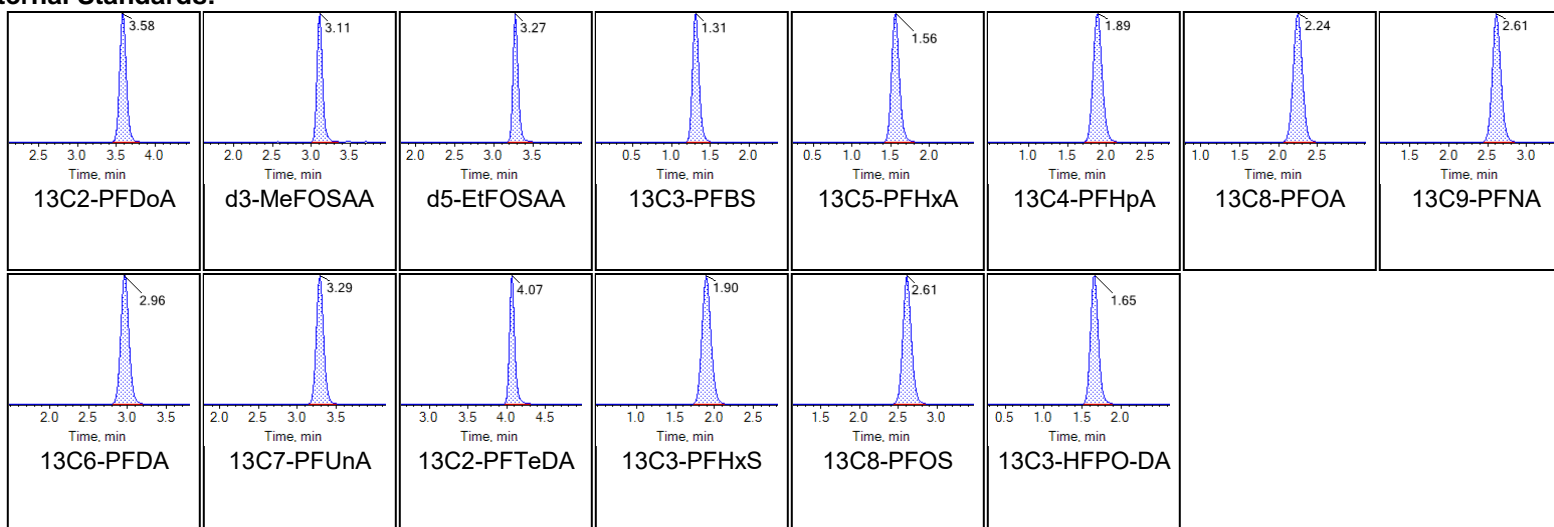 ternal Standards:
3.58
2.5 3.0 3.5 4.0
Time, min
13C2-PFDoA
3.11
2.0 2.5 3.0 3.5
Time, min
d3-MeFOSAA
3.27
2.0 2.5 3.0 3.5
Time, min
d5-EtFOSAA
1.31
0.5 1.0 1.5 2.0
Time, min
13C3-PFBS
1.56
0.5 1.0 1.5 2.0
Time, min
13C5-PFHxA
1.89
1.0 1.5 2.0 2.5
Time, min
13C4-PFHpA
2.24
1.0 1.5 2.0 2.5
Time, min
13C8-PFOA
2.61
1.5 2.0 2.5 3.0
Time, min
13C9-PFNA
2.96
2.0 2.5 3.0 3.5
Time, min
13C6-PFDA
3.29
2.0 2.5 3.0 3.5
Time, min
13C7-PFUnA
4.07
3.0 3.5 4.0 4.5
Time, min
13C2-PFTeDA
1.90
1.0 1.5 2.0 2.5
Time, min
13C3-PFHxS
2.61
1.5 2.0 2.5 3.0
Time, min
13C8-PFOS
1.65
0.5 1.0 1.5 2.0
Time, min
13C3-HFPO-DA